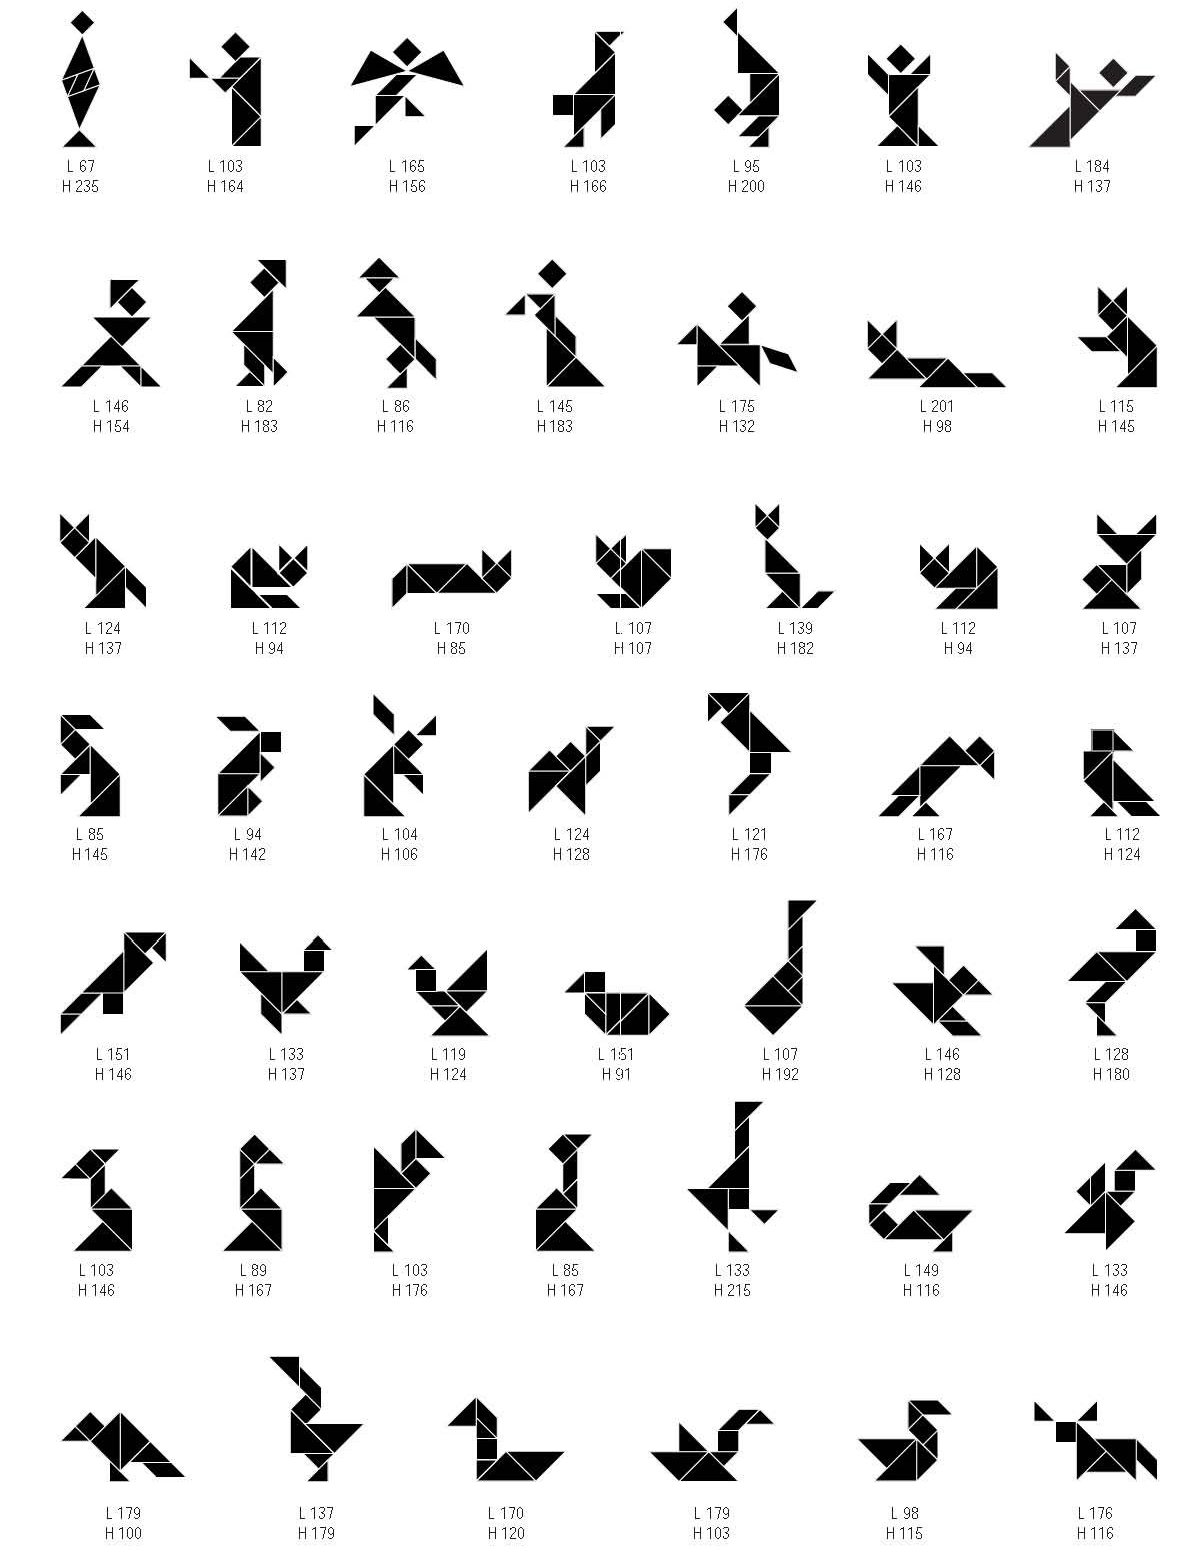 L 67
H 235
L 103
H 164
L 165
H 156
L 103
H 166
L 95
H 200
L 103
H 146
L 184
H 137
L 146
H 154
L 82
H 183
L 86
H 116
L 145
H 183
L 175
H 132
L 201
H 98
L 115
H 145
L 124
H 137
L 112
H 94
L 170
H 85
L 107
H 107
L 139
H 182
L 112
H 94
L 107
H 137
L 85
H 145
L 94
H 142
L 104
H 106
L 124
H 128
L 121
H 176
L 167
H 116
L 112
H 124
L 151
H 146
L 133
H 137
L 119
H 124
L 151
H 91
L 107
H 192
L 146
H 128
L 128
H 180
L 103
H 146
L 89
H 167
L 103
H 176
L 85
H 167
L 133
H 215
L 149
H 116
L 133
H 146
L 179
H 100
L 137
H 179
L 170
H 120
L 179
H 103
L 98
H 115
L 176
H 116